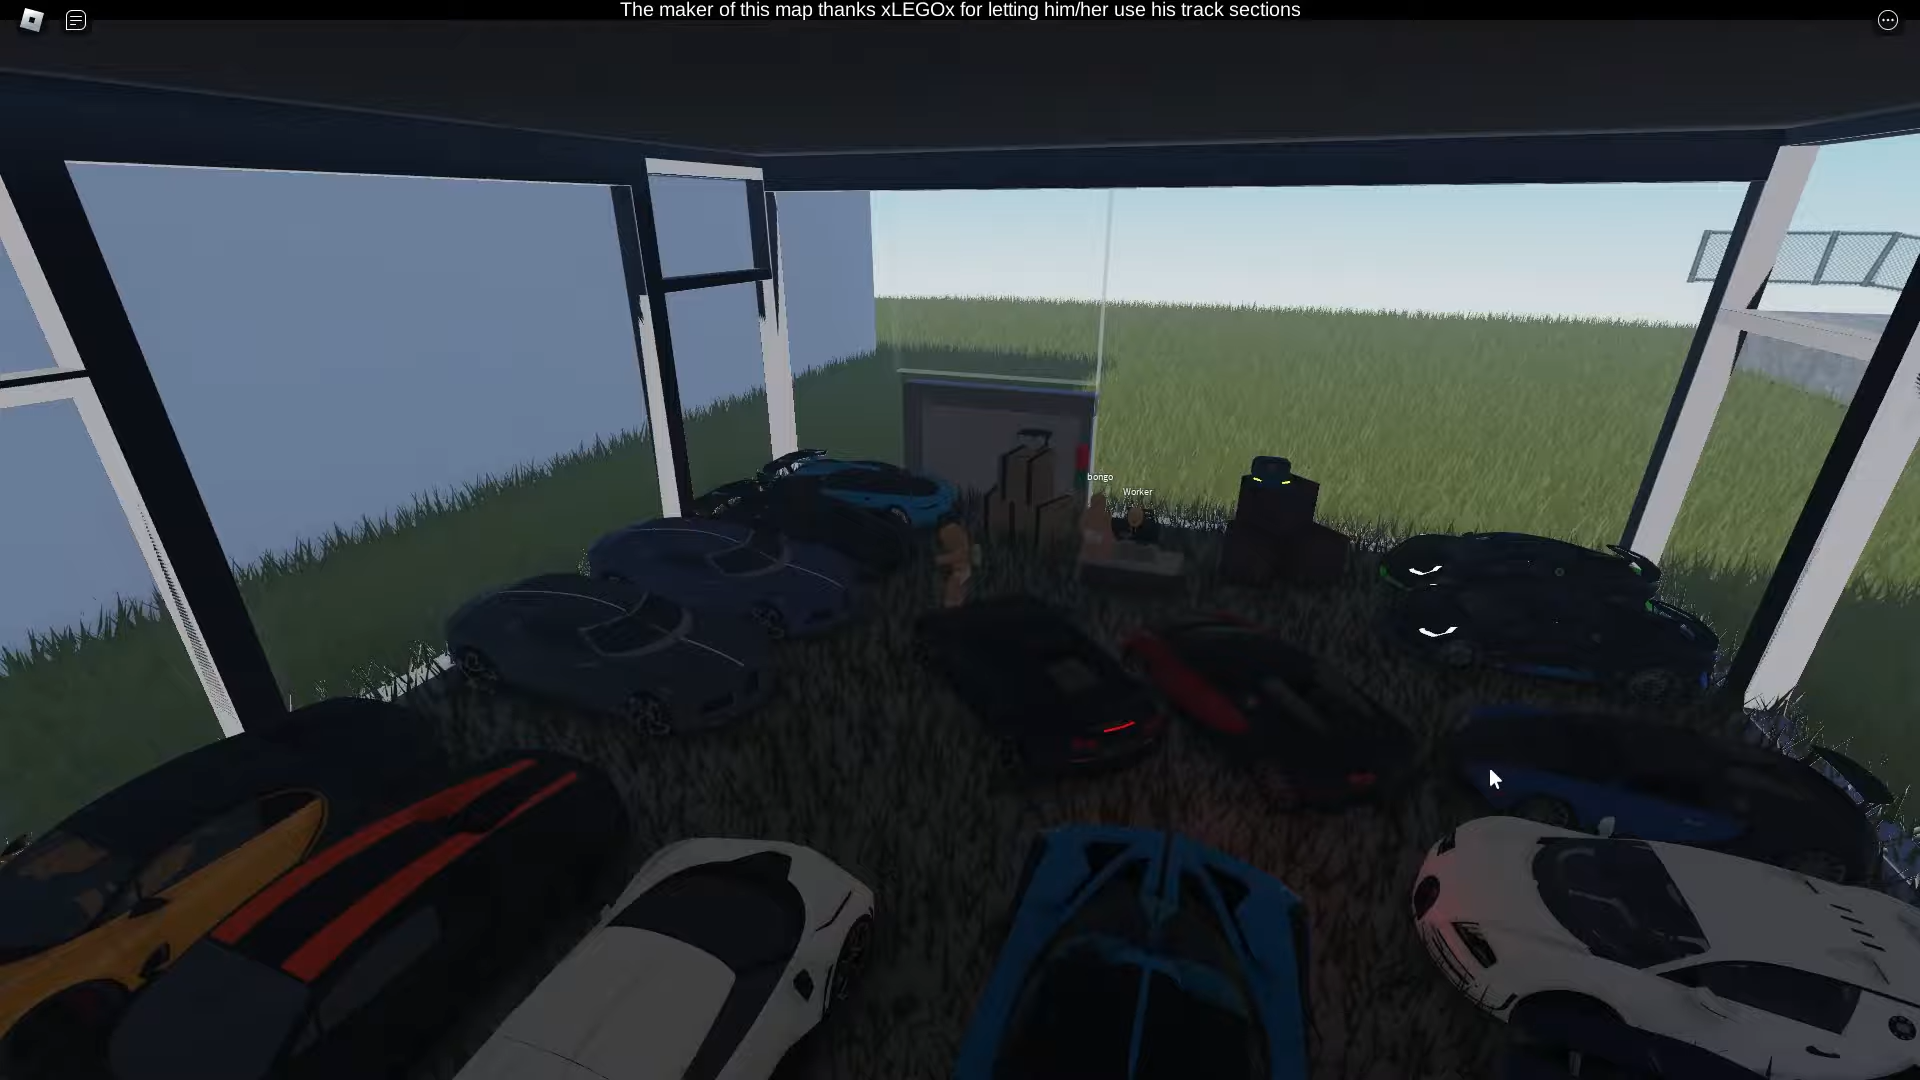 The maker of this map thanks xLEGOx for letting him/her use his track sections
bongo
Worker